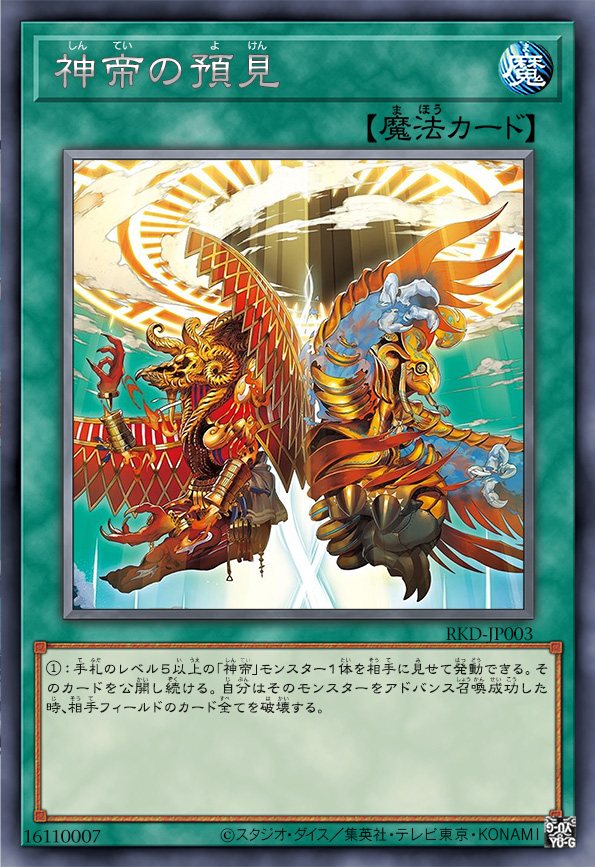 神帝の預見
【魔法カード】
RKD-JP003
①：手札のレベル５以上の「神帝」モンスター１体を相手に見せて発動できる。そ
のカードを公開し続ける。自分はそのモンスターをアドバンス召喚成功した
時、相手フィールドのカード全てを破壊する。
16110007
©スタジオ・ダイス／集英社・テレビ東京・KONAMI